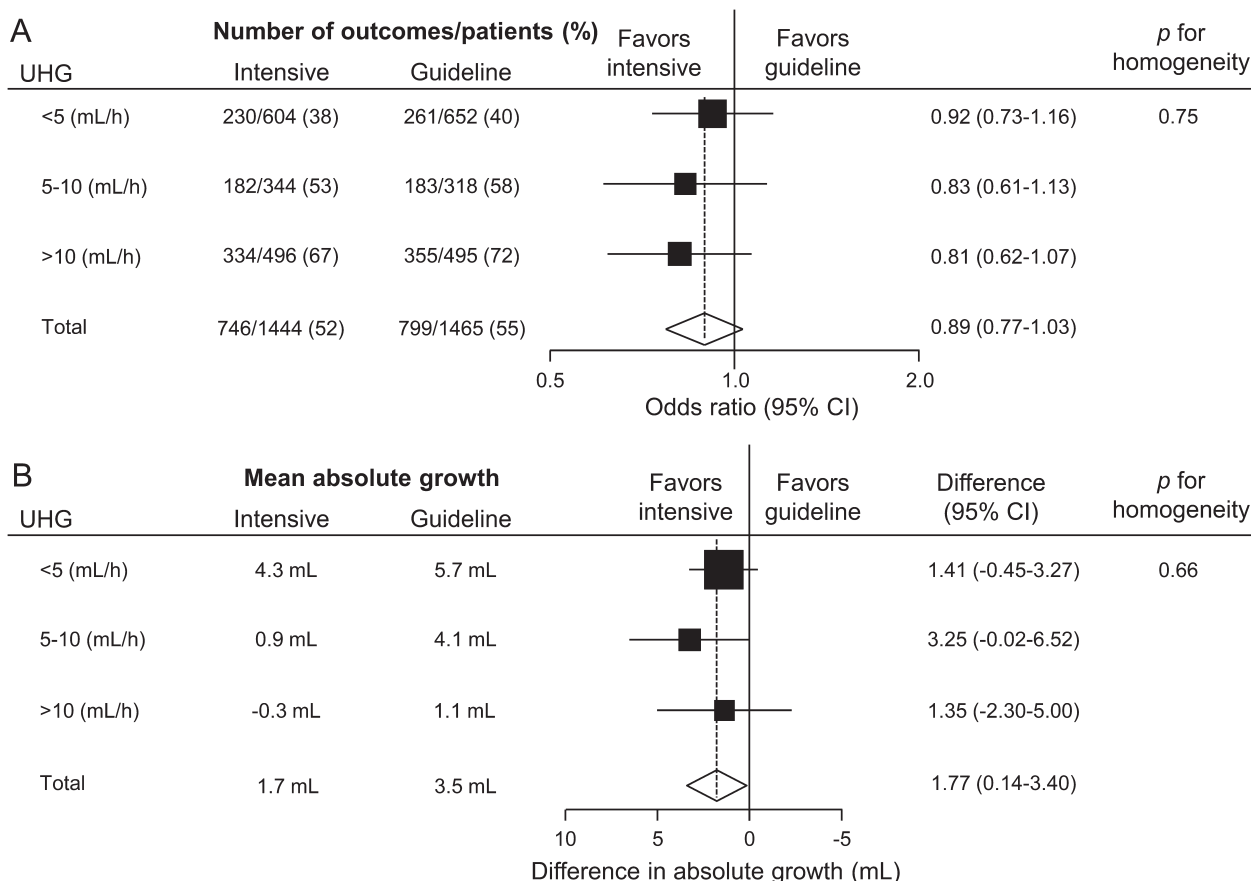 A
Number of outcomes/patients (%)
Favors intensive
Favors guideline
p for homogeneity
UHG Intensive Guideline
<5 (mL/h) 230/604 (38) 261/652 (40) 0.92 (0.73-1.16) 0.75
5-10 (mL/h) 182/344 (53) 183/318 (58) 0.83 (0.61-1.13)
>10 (mL/h) 334/496 (67) 355/495 (72) 0.81 (0.62-1.07)
Total 746/1444 (52) 799/1465 (55) 0.89 (0.77-1.03)
0.5 1.0 2.0
Odds ratio (95% CI)
B
Mean absolute growth
Favors intensive
Favors guideline
Difference (95% CI)
p for homogeneity
UHG Intensive Guideline
<5 (mL/h) 4.3 mL 5.7 mL 1.41 (-0.45-3.27) 0.66
5-10 (mL/h) 0.9 mL 4.1 mL 3.25 (-0.02-6.52)
>10 (mL/h) -0.3 mL 1.1 mL 1.35 (-2.30-5.00)
Total 1.7 mL 3.5 mL 1.77 (0.14-3.40)
10 5 0 -5
Difference in absolute growth (mL)